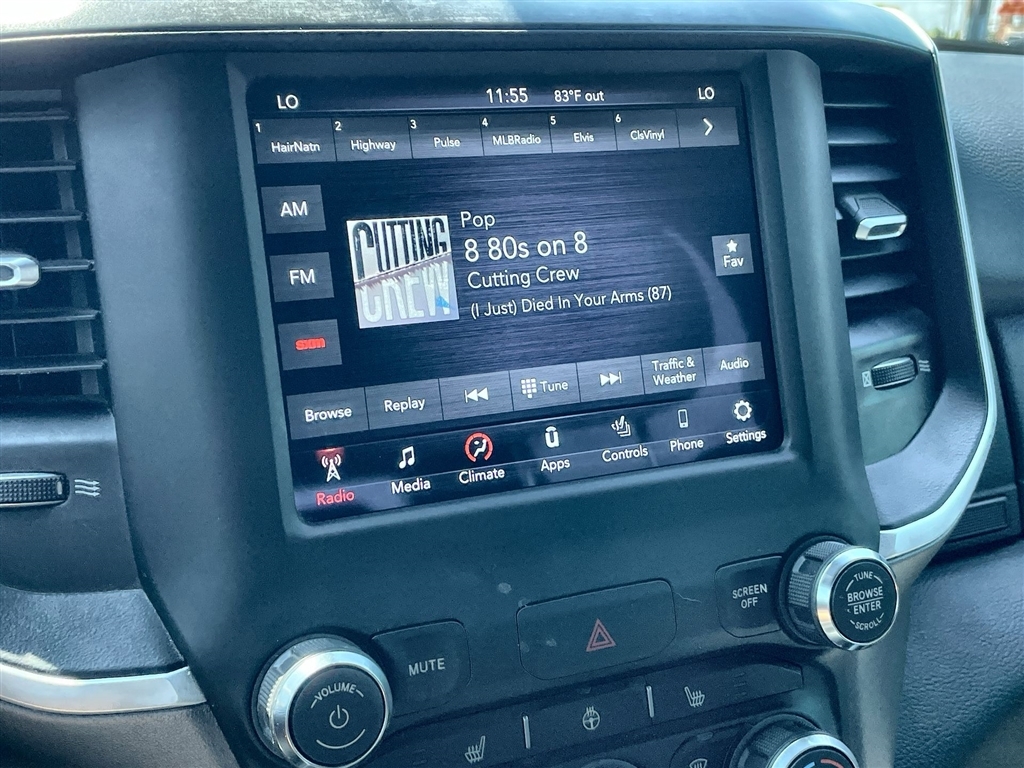 LO 11:55 83°F out LO
1 HairNatn 2 Highway 3 Pulse 4 MLBRadio 5 Elvis 6 ClsVinyl
AM
FM
sxm
CUTTING
CREW
Pop
8 80s on 8
Cutting Crew
(I Just) Died In Your Arms (87)
Fav
Browse Replay Tune Traffic & Audio
Weather
Radio Media Climate Apps Controls Phone Settings
SCREEN
OFF
TUNE
BROWSE
ENTER
SCROLL
MUTE
VOLUME